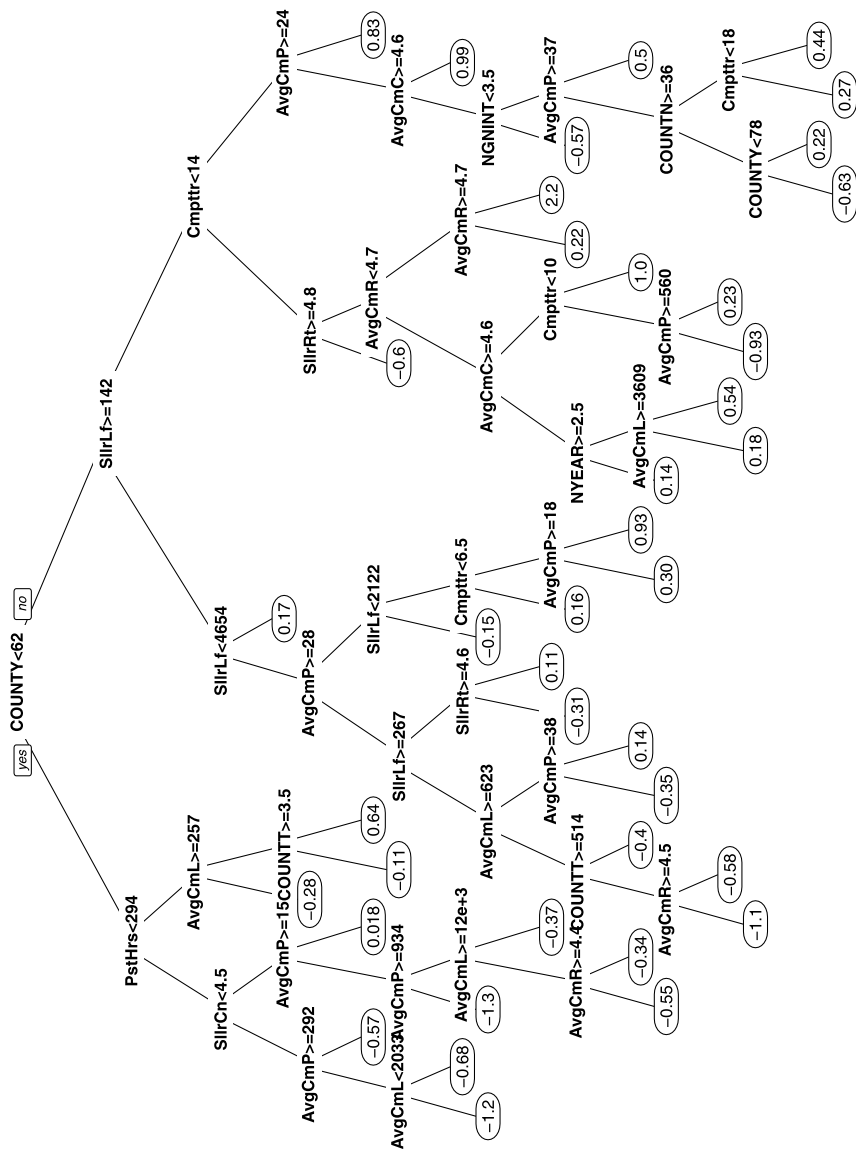 COUNTY<62
yes
no
SllrLf>=142
PstHrs<294
AvgCmL>=257
Cmpttr<14
SllrCn<4.5
SllrLf<4654
AvgCmP>=15
COUNTT>=3.5
0.17
AvgCmP>=24
AvgCmP>=292
−0.28
AvgCmP>=28
SllrRt>=4.8
−0.57
0.018
0.64
SllrLf<2122
AvgCmR<4.7
0.83
AvgCmL<2033
AvgCmP>=934
−0.11
SllrLf>=267
−0.6
AvgCmC>=4.6
−0.68
AvgCmL>=12e+3
SllrRt>=4.6
Cmpttr<6.5
AvgCmR>=4.7
0.99
−1.2
−1.3
AvgCmL>=623
−0.15
AvgCmC>=4.6
NGNINT<3.5
−0.37
AvgCmP>=38
0.11
AvgCmP>=18
Cmpttr<10
2.2
AvgCmP>=37
AvgCmR>=4.4
COUNTT>=514
−0.31
0.16
NYEAR>=2.5
0.22
−0.57
−0.34
−0.4
0.14
0.93
AvgCmL>=3609
1.0
0.5
−0.55
AvgCmR>=4.5
−0.35
0.30
0.14
AvgCmP>=560
COUNTN>=36
−0.58
0.54
0.23
Cmpttr<18
−1.1
0.18
−0.93
COUNTY<78
0.22
0.44
−0.63
0.27